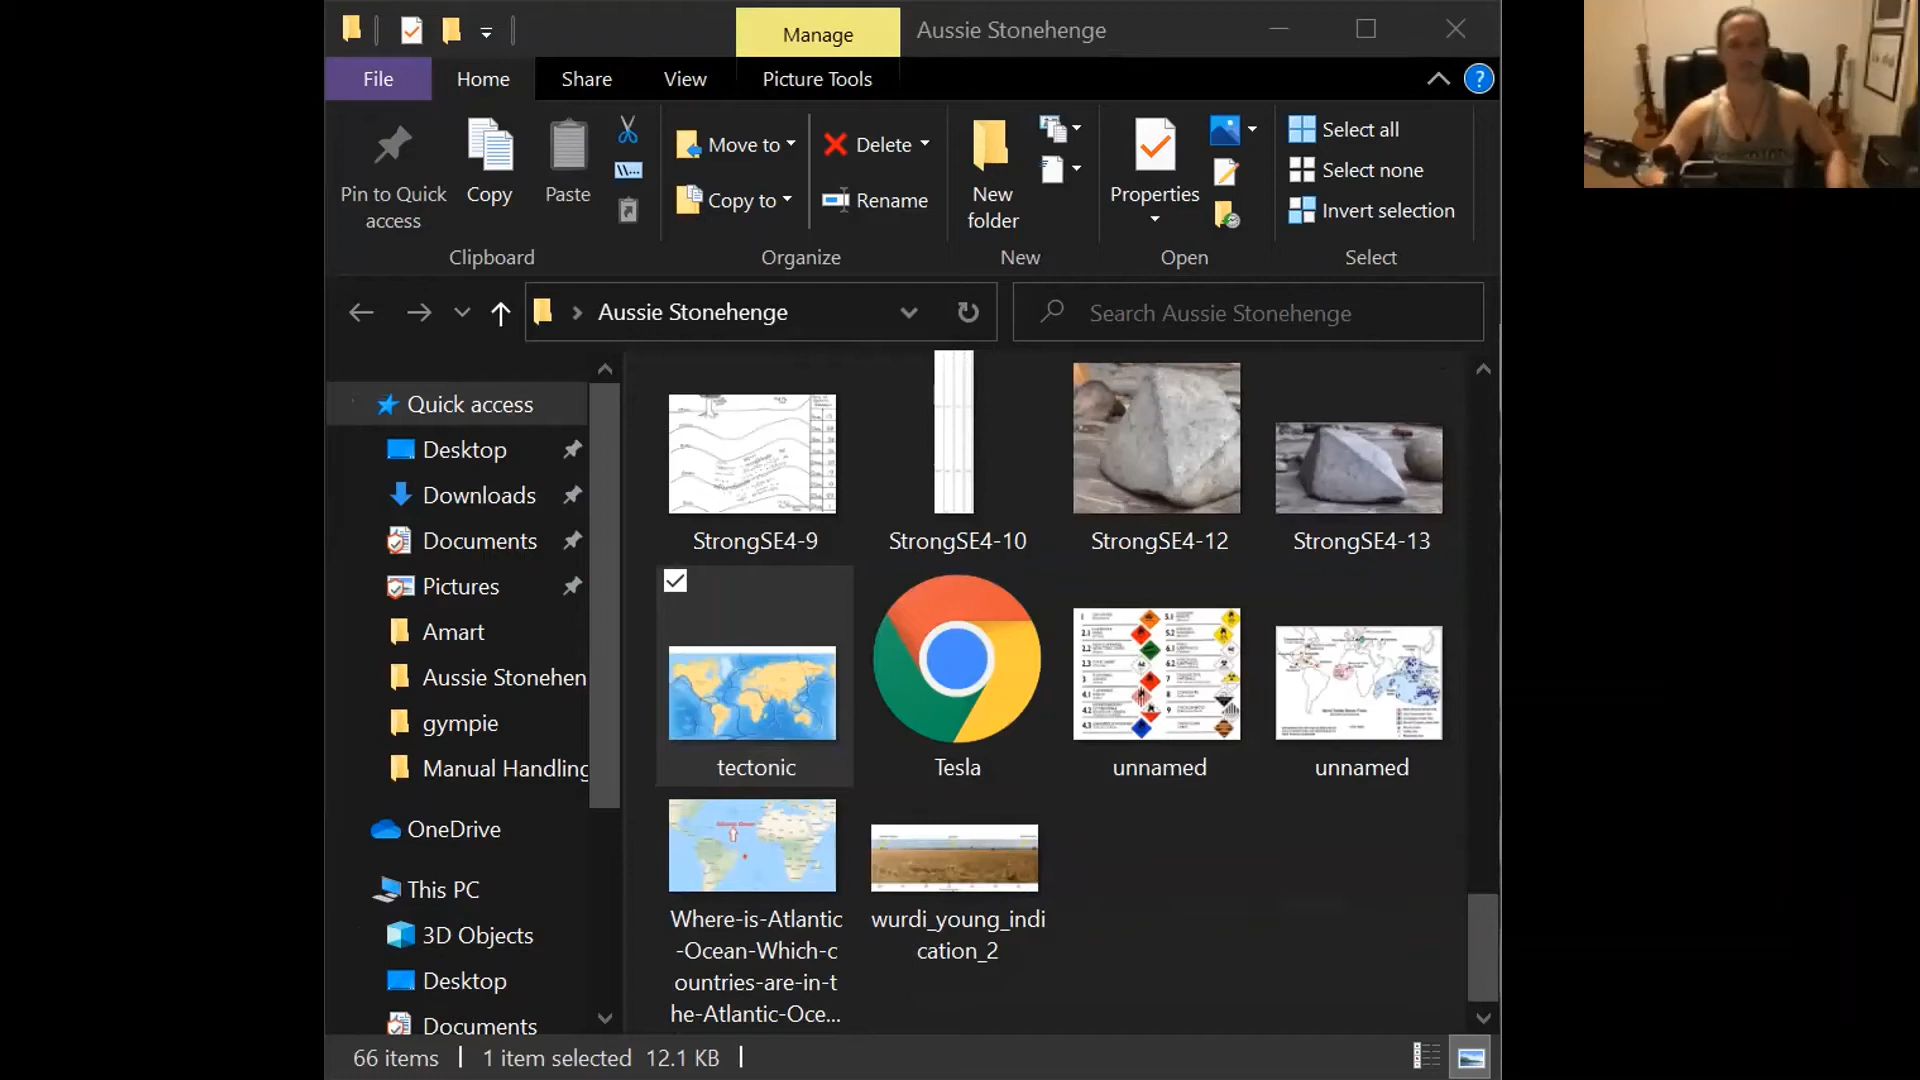 Manage
Aussie Stonehenge
File
Home
Share
View
Picture Tools
Pin to Quick
access
Copy
Paste
Move to
Copy to
Delete
Rename
New
folder
Properties
Select all
Select none
Invert selection
Clipboard
Organize
New
Open
Select
Aussie Stonehenge
Search Aussie Stonehenge
Quick access
Desktop
Downloads
Documents
Pictures
Amart
Aussie Stonehen
gympie
Manual Handling
OneDrive
This PC
3D Objects
Desktop
Documents
StrongSE4-9
StrongSE4-10
StrongSE4-12
StrongSE4-13
tectonic
Tesla
unnamed
unnamed
Where-is-Atlantic
-Ocean-Which-c
ountries-are-in-t
he-Atlantic-Oce...
wurdi_young_indi
cation_2
66 items
1 item selected 12.1 KB